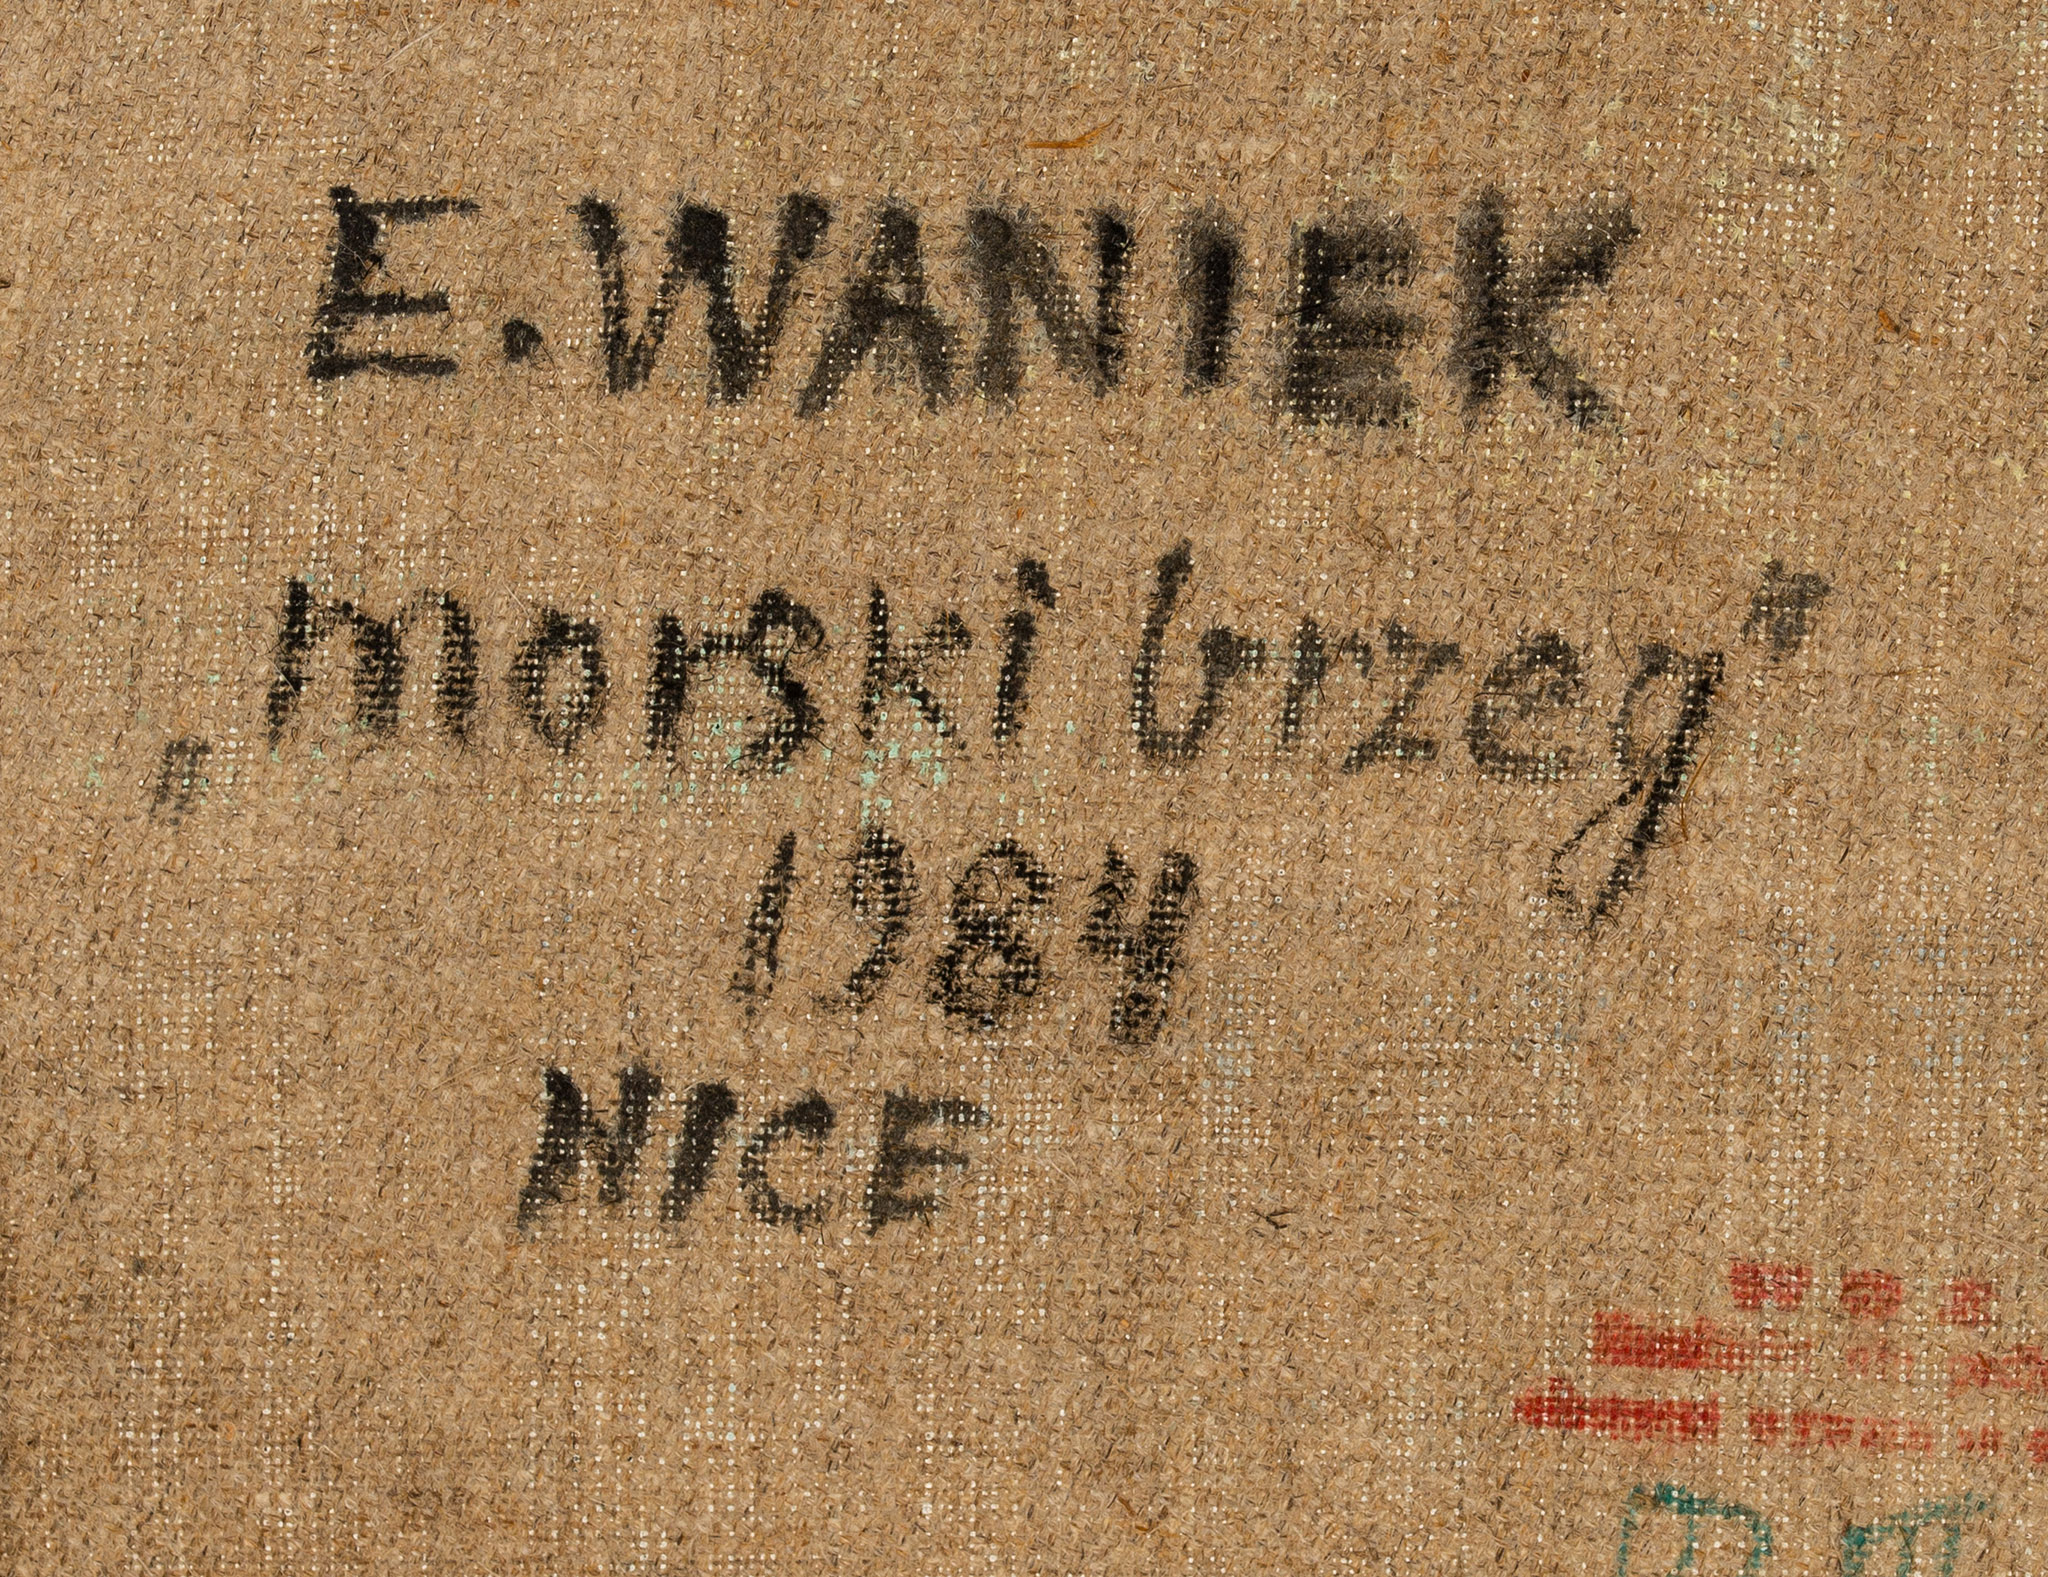 E. WANIEK
„morski brzeg"
1984
NICE